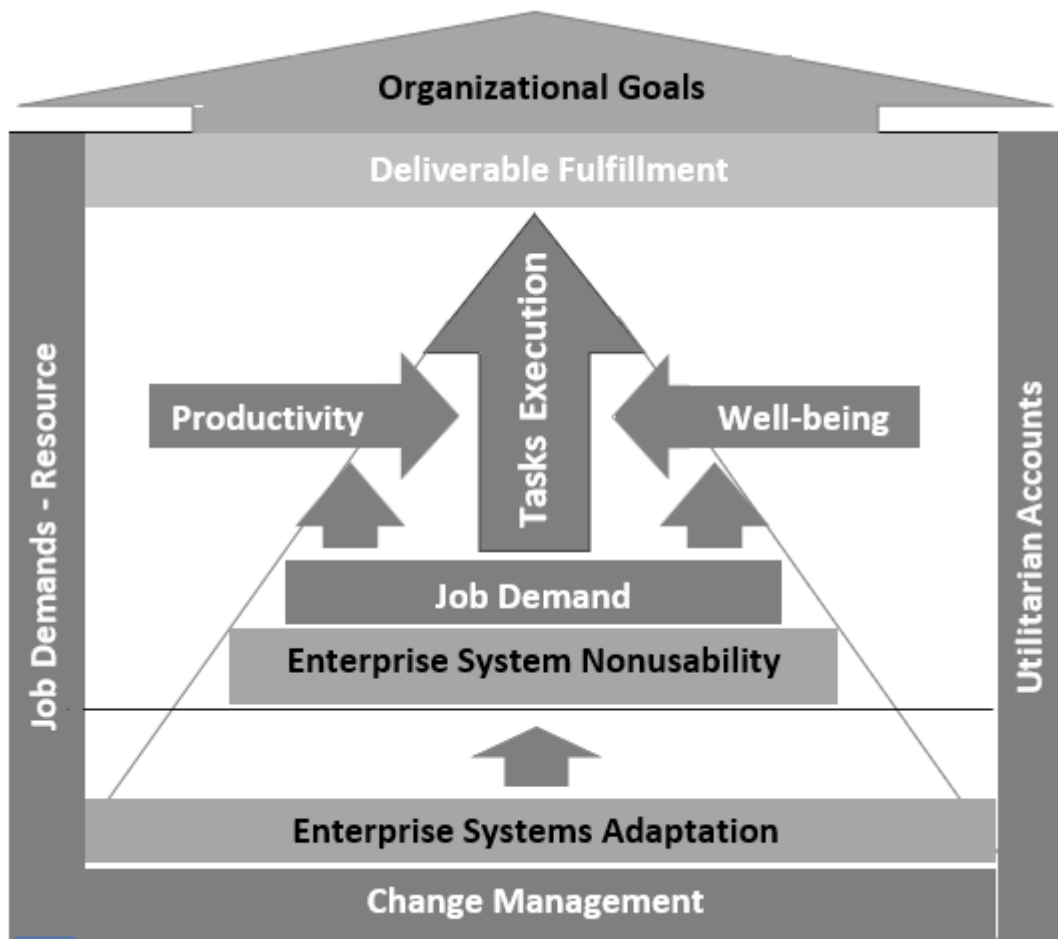 Organizational Goals
Deliverable Fulfillment
Job Demands - Resource
Tasks Execution
Productivity
Well-being
Utilitarian Accounts
Job Demand
Enterprise System Nonusability
Enterprise Systems Adaptation
Change Management